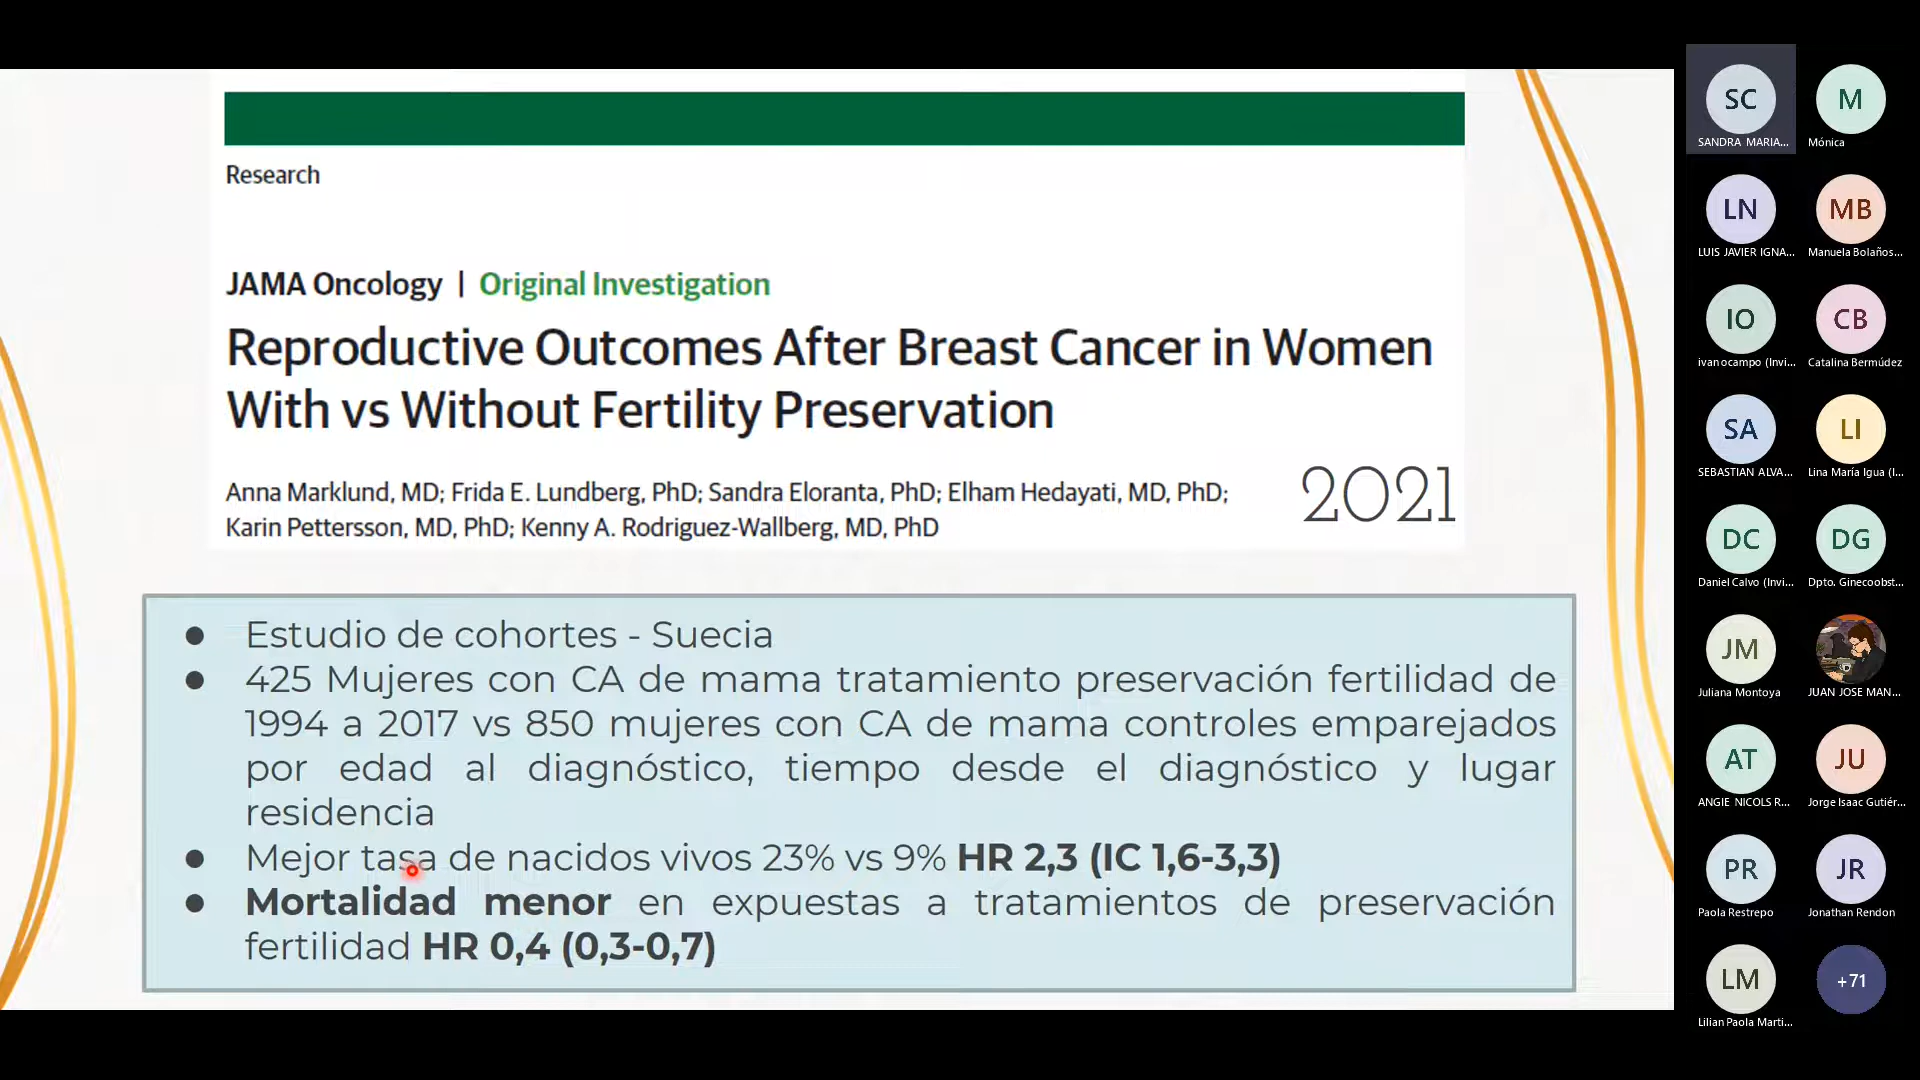 Research
JAMA Oncology | Original Investigation
Reproductive Outcomes After Breast Cancer in Women
With vs Without Fertility Preservation
Anna Marklund, MD; Frida E. Lundberg, PhD; Sandra Eloranta, PhD; Elham Hedayati, MD, PhD;
Karin Pettersson, MD, PhD; Kenny A. Rodriguez-Wallberg, MD, PhD
2021
● Estudio de cohortes - Suecia
● 425 Mujeres con CA de mama tratamiento preservación fertilidad de
1994 a 2017 vs 850 mujeres con CA de mama controles emparejados
por edad al diagnóstico, tiempo desde el diagnóstico y lugar
residencia
● Mejor tasa de nacidos vivos 23% vs 9% HR 2,3 (IC 1,6-3,3)
● Mortalidad menor en expuestas a tratamientos de preservación
fertilidad HR 0,4 (0,3-0,7)
SC
SANDRA MARIA...
M
Mónica
LN
LUIS JAVIER IGNA...
MB
Manuela Bolaños...
IO
ivan ocampo (Invi...
CB
Catalina Bermúdez
SA
SEBASTIAN ALVA...
LI
Lina María Igua (I...
DC
Daniel Calvo (Invi...
DG
Dpto. Ginecoobst...
JM
Juliana Montoya
JUAN JOSE MAN...
AT
ANGIE NICOLS R...
JU
Jorge Isaac Gutiér...
PR
Paola Restrepo
JR
Jonathan Rendon
LM
Lilian Paola Marti...
+71